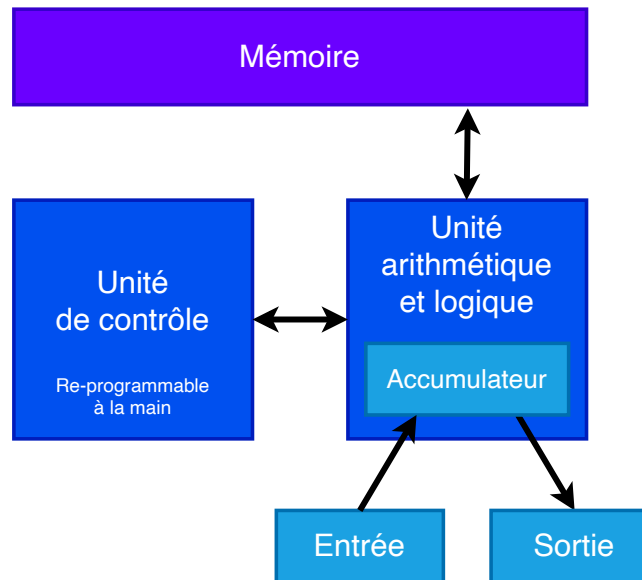 Mémoire
Unité
de contrôle
Re-programmable
à la main
Unité
arithmétique
et logique
Accumulateur
Entrée
Sortie